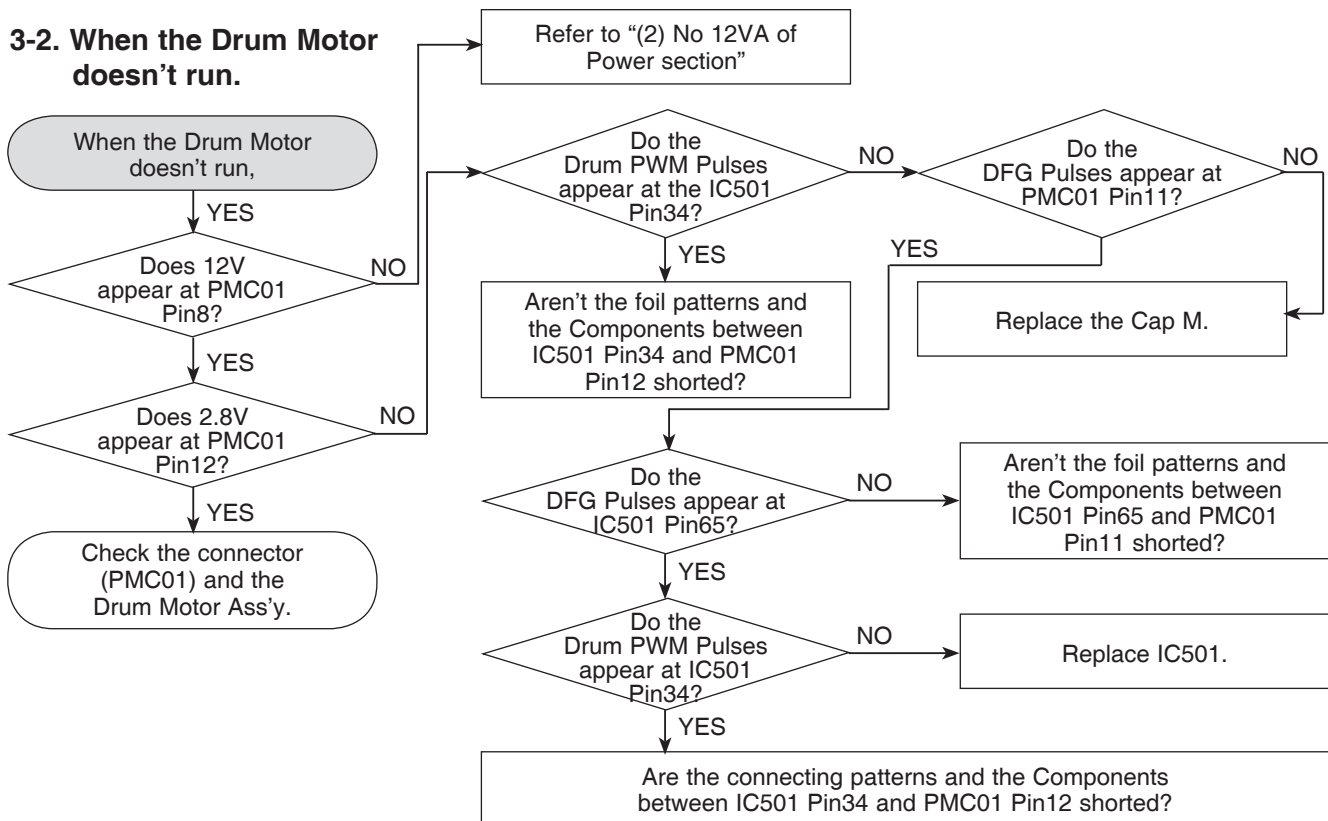 3-2. When the Drum Motor
doesn't run.
When the Drum Motor
doesn't run,
YES
Does 12V
appear at PMC01
Pin8?
NO
Refer to “(2) No 12VA of
Power section”
YES
Does 2.8V
appear at PMC01
Pin12?
NO
YES
Check the connector
(PMC01) and the
Drum Motor Ass'y.
Do the
Drum PWM Pulses
appear at the IC501
Pin34?
NO
YES
Aren't the foil patterns and
the Components between
IC501 Pin34 and PMC01
Pin12 shorted?
Do the
DFG Pulses appear at
PMC01 Pin11?
NO
YES
Replace the Cap M.
Do the
DFG Pulses appear at
IC501 Pin65?
NO
Aren't the foil patterns and
the Components between
IC501 Pin65 and PMC01
Pin11 shorted?
YES
Do the
Drum PWM Pulses
appear at IC501
Pin34?
NO
Replace IC501.
YES
Are the connecting patterns and the Components
between IC501 Pin34 and PMC01 Pin12 shorted?